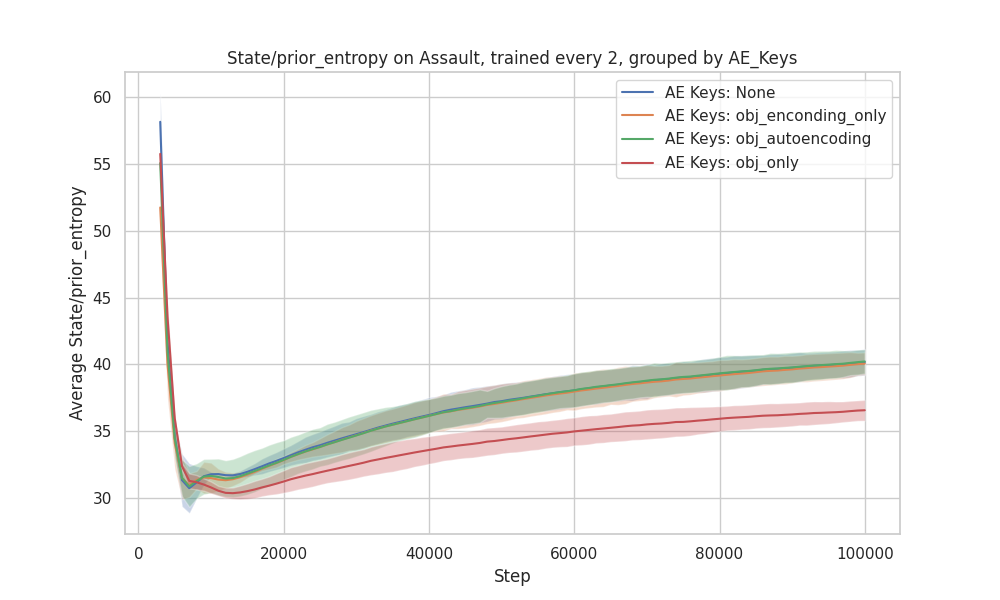 State/prior_entropy on Assault, trained every 2, grouped by AE_Keys
AE Keys: None
AE Keys: obj_enconding_only
AE Keys: obj_autoencoding
AE Keys: obj_only
Average State/prior_entropy
60
55
50
45
40
35
30
0
20000
40000
60000
80000
100000
Step